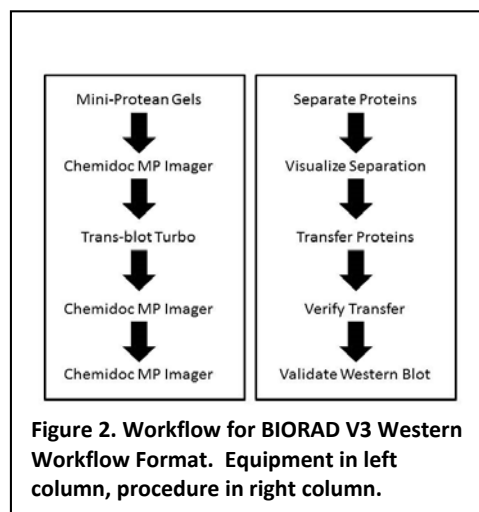 Mini-Protean Gels
Chemidoc MP Imager
Trans-blot Turbo
Chemidoc MP Imager
Chemidoc MP Imager
Separate Proteins
Visualize Separation
Transfer Proteins
Verify Transfer
Validate Western Blot
Figure 2. Workflow for BIORAD V3 Western
Workflow Format.  Equipment in left
column, procedure in right column.